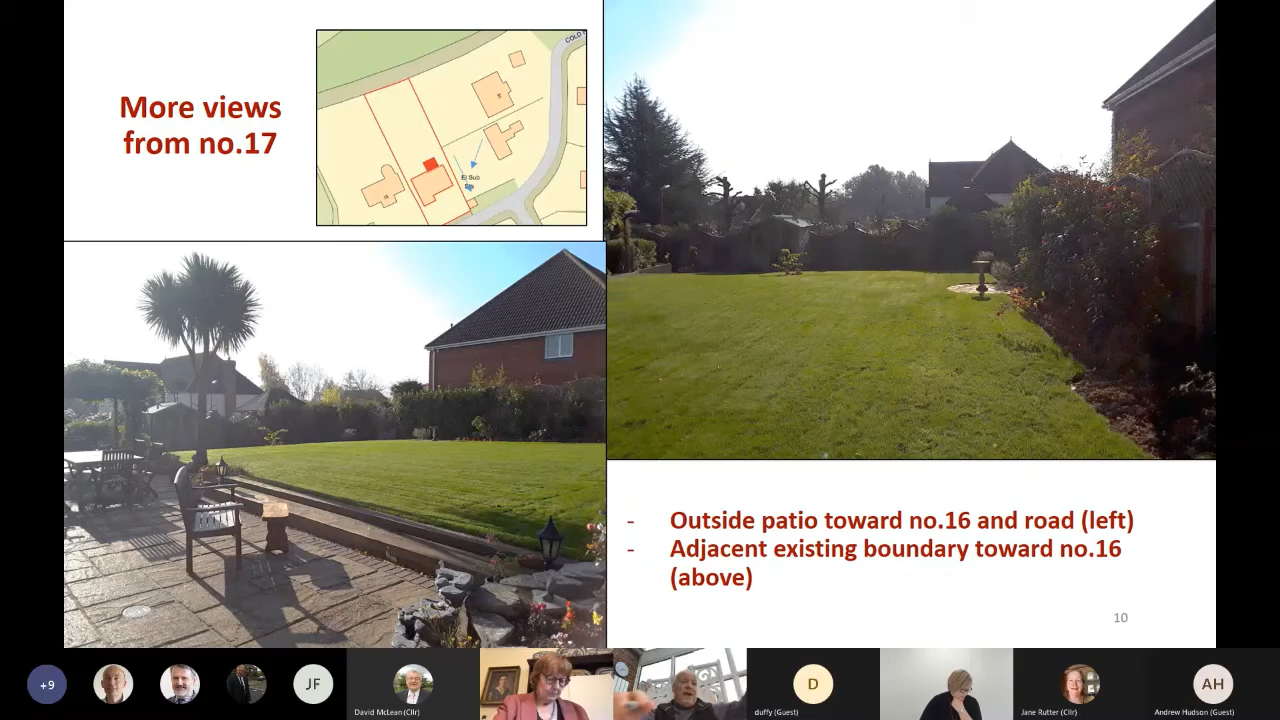 More views
from no.17
COLD
El Sub
Sta
- Outside patio toward no.16 and road (left)
- Adjacent existing boundary toward no.16
(above)
10
+9
JF
David McLean (Cllr)
D
duffy (Guest)
Jane Rutter (Cllr)
AH
Andrew Hudson (Guest)